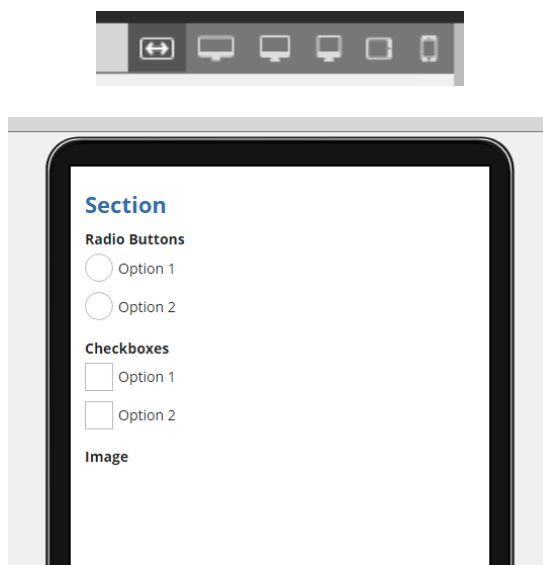 Section
Radio Buttons
Option 1
Option 2
Checkboxes
Option 1
Option 2
Image